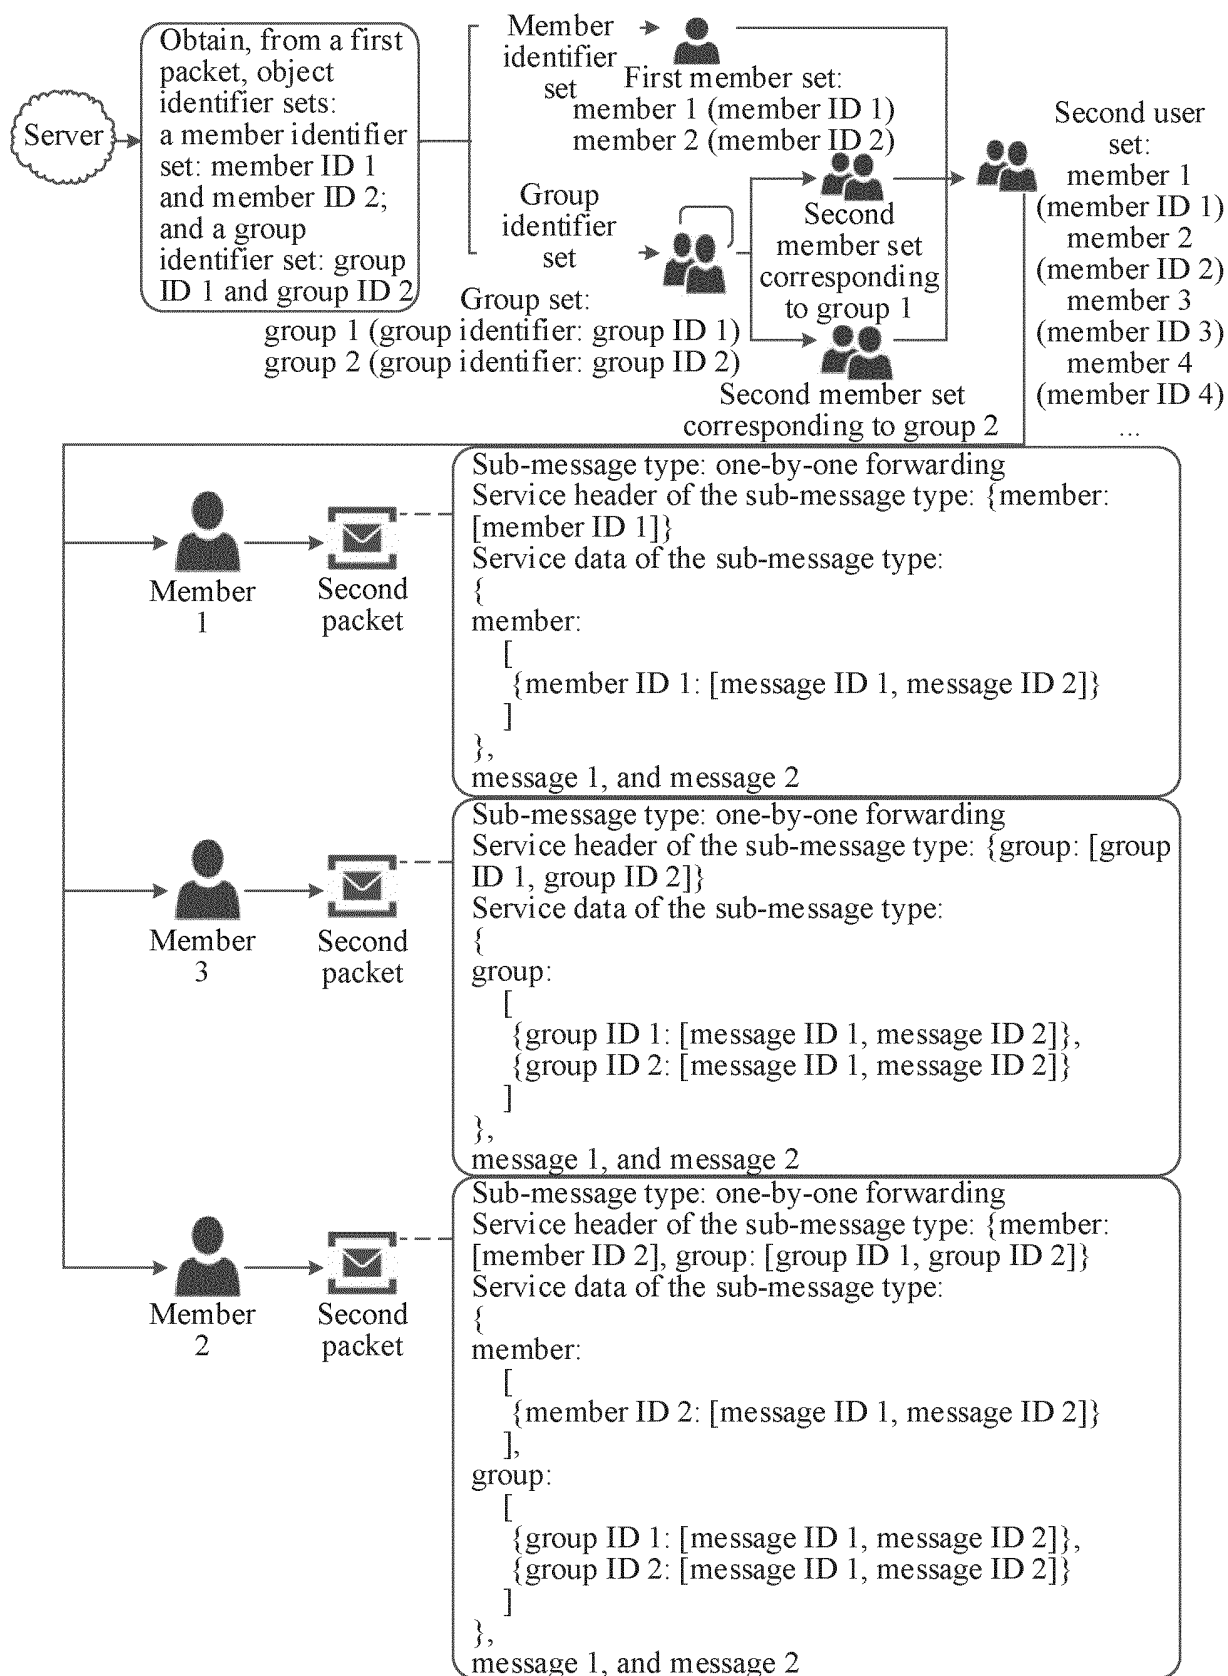 Server
Obtain, from a first
packet, object
identifier sets:
a member identifier
set: member ID 1
and member ID 2;
and a group
identifier set: group
ID 1 and group ID 2
Member
identifier
set
First member set:
member 1 (member ID 1)
member 2 (member ID 2)
Group
identifier
set
Group set:
group 1 (group identifier: group ID 1)
group 2 (group identifier: group ID 2)
Second
member set
corresponding
to group 1
Second member set
corresponding to group 2
Second user
set:
member 1
(member ID 1)
member 2
(member ID 2)
member 3
(member ID 3)
member 4
(member ID 4)
...
Member
1
Second
packet
Sub-message type: one-by-one forwarding
Service header of the sub-message type: {member:
[member ID 1]}
Service data of the sub-message type:
{
member:
[
{member ID 1: [message ID 1, message ID 2]}
]
},
message 1, and message 2
Member
3
Second
packet
Sub-message type: one-by-one forwarding
Service header of the sub-message type: {group: [group
ID 1, group ID 2]}
Service data of the sub-message type:
{
group:
[
{group ID 1: [message ID 1, message ID 2]},
{group ID 2: [message ID 1, message ID 2]}
]
},
message 1, and message 2
Member
2
Second
packet
Sub-message type: one-by-one forwarding
Service header of the sub-message type: {member:
[member ID 2], group: [group ID 1, group ID 2]}
Service data of the sub-message type:
{
member:
[
{member ID 2: [message ID 1, message ID 2]}
],
group:
[
{group ID 1: [message ID 1, message ID 2]},
{group ID 2: [message ID 1, message ID 2]}
]
},
message 1, and message 2